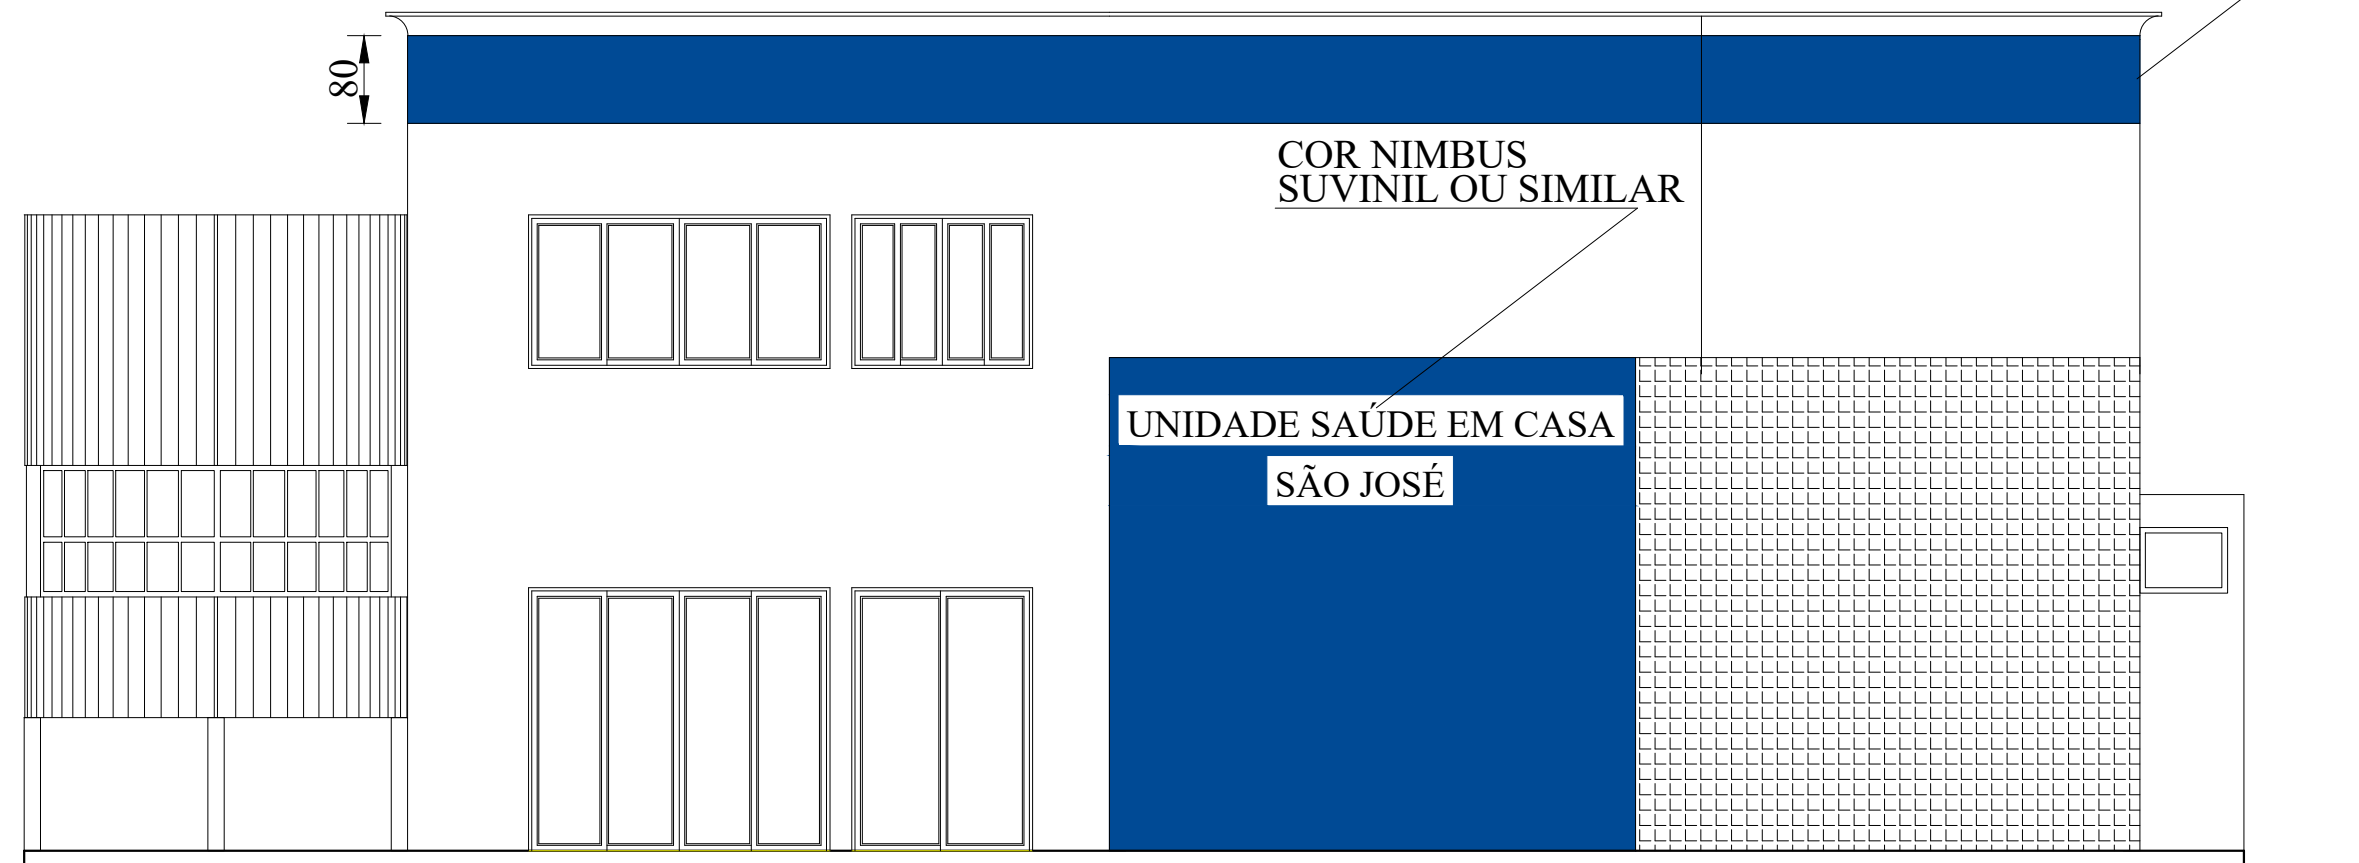 80
COR NIMBUS
SUVINIL OU SIMILAR
UNIDADE SAÚDE EM CASA
SÃO JOSÉ